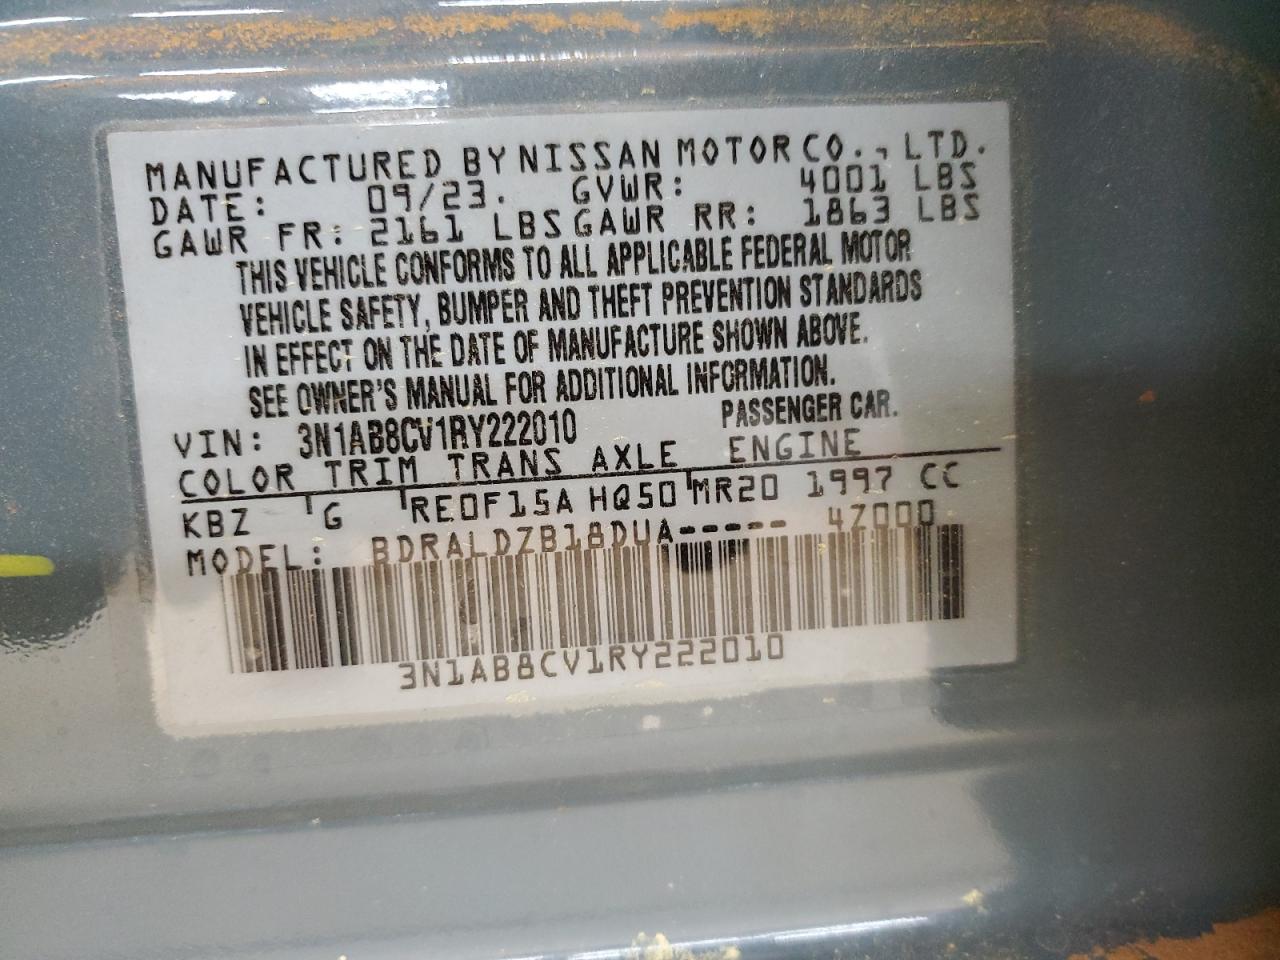 MANUFACTURED BY NISSAN MOTOR CO., LTD.
DATE: 09/23. GVWR: 4001 LBS
GAWR FR: 2161 LBS GAWR RR: 1863 LBS
THIS VEHICLE CONFORMS TO ALL APPLICABLE FEDERAL MOTOR
VEHICLE SAFETY, BUMPER AND THEFT PREVENTION STANDARDS
IN EFFECT ON THE DATE OF MANUFACTURE SHOWN ABOVE.
SEE OWNER'S MANUAL FOR ADDITIONAL INFORMATION.
VIN: 3N1AB8CV1RY222010 PASSENGER CAR.
COLOR TRIM TRANS AXLE ENGINE
KBZ G RE0F15A HQ50 MR20 1997 CC
MODEL: BDRALDZB18DUA----- 4Z000
3N1AB8CV1RY222010